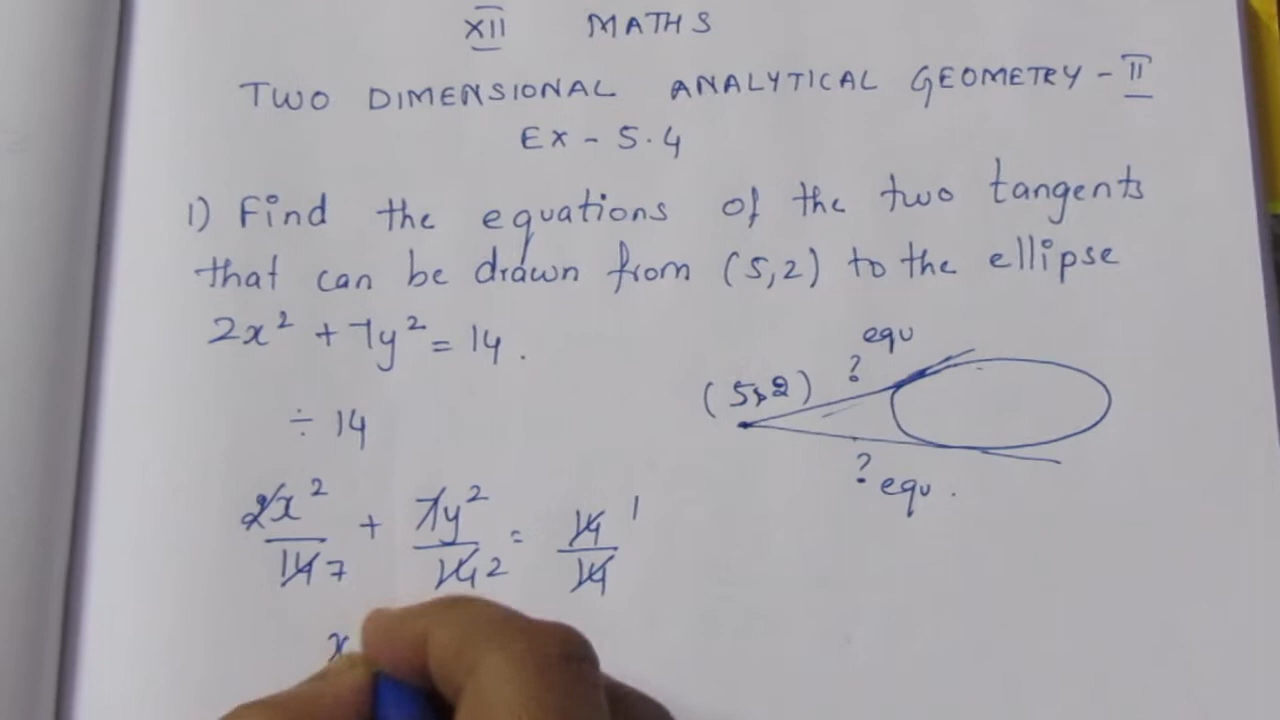 XII MATHS
TWO DIMENSIONAL ANALYTICAL GEOMETRY - II
EX - 5.4
1) Find the equations of the two tangents
that can be drawn from (5,2) to the ellipse
2x² + 7y² = 14.
equ
?
(5,2)
? equ.
÷ 14
2x²/14 7 + 7y²/14 2 = 14/14 1
x